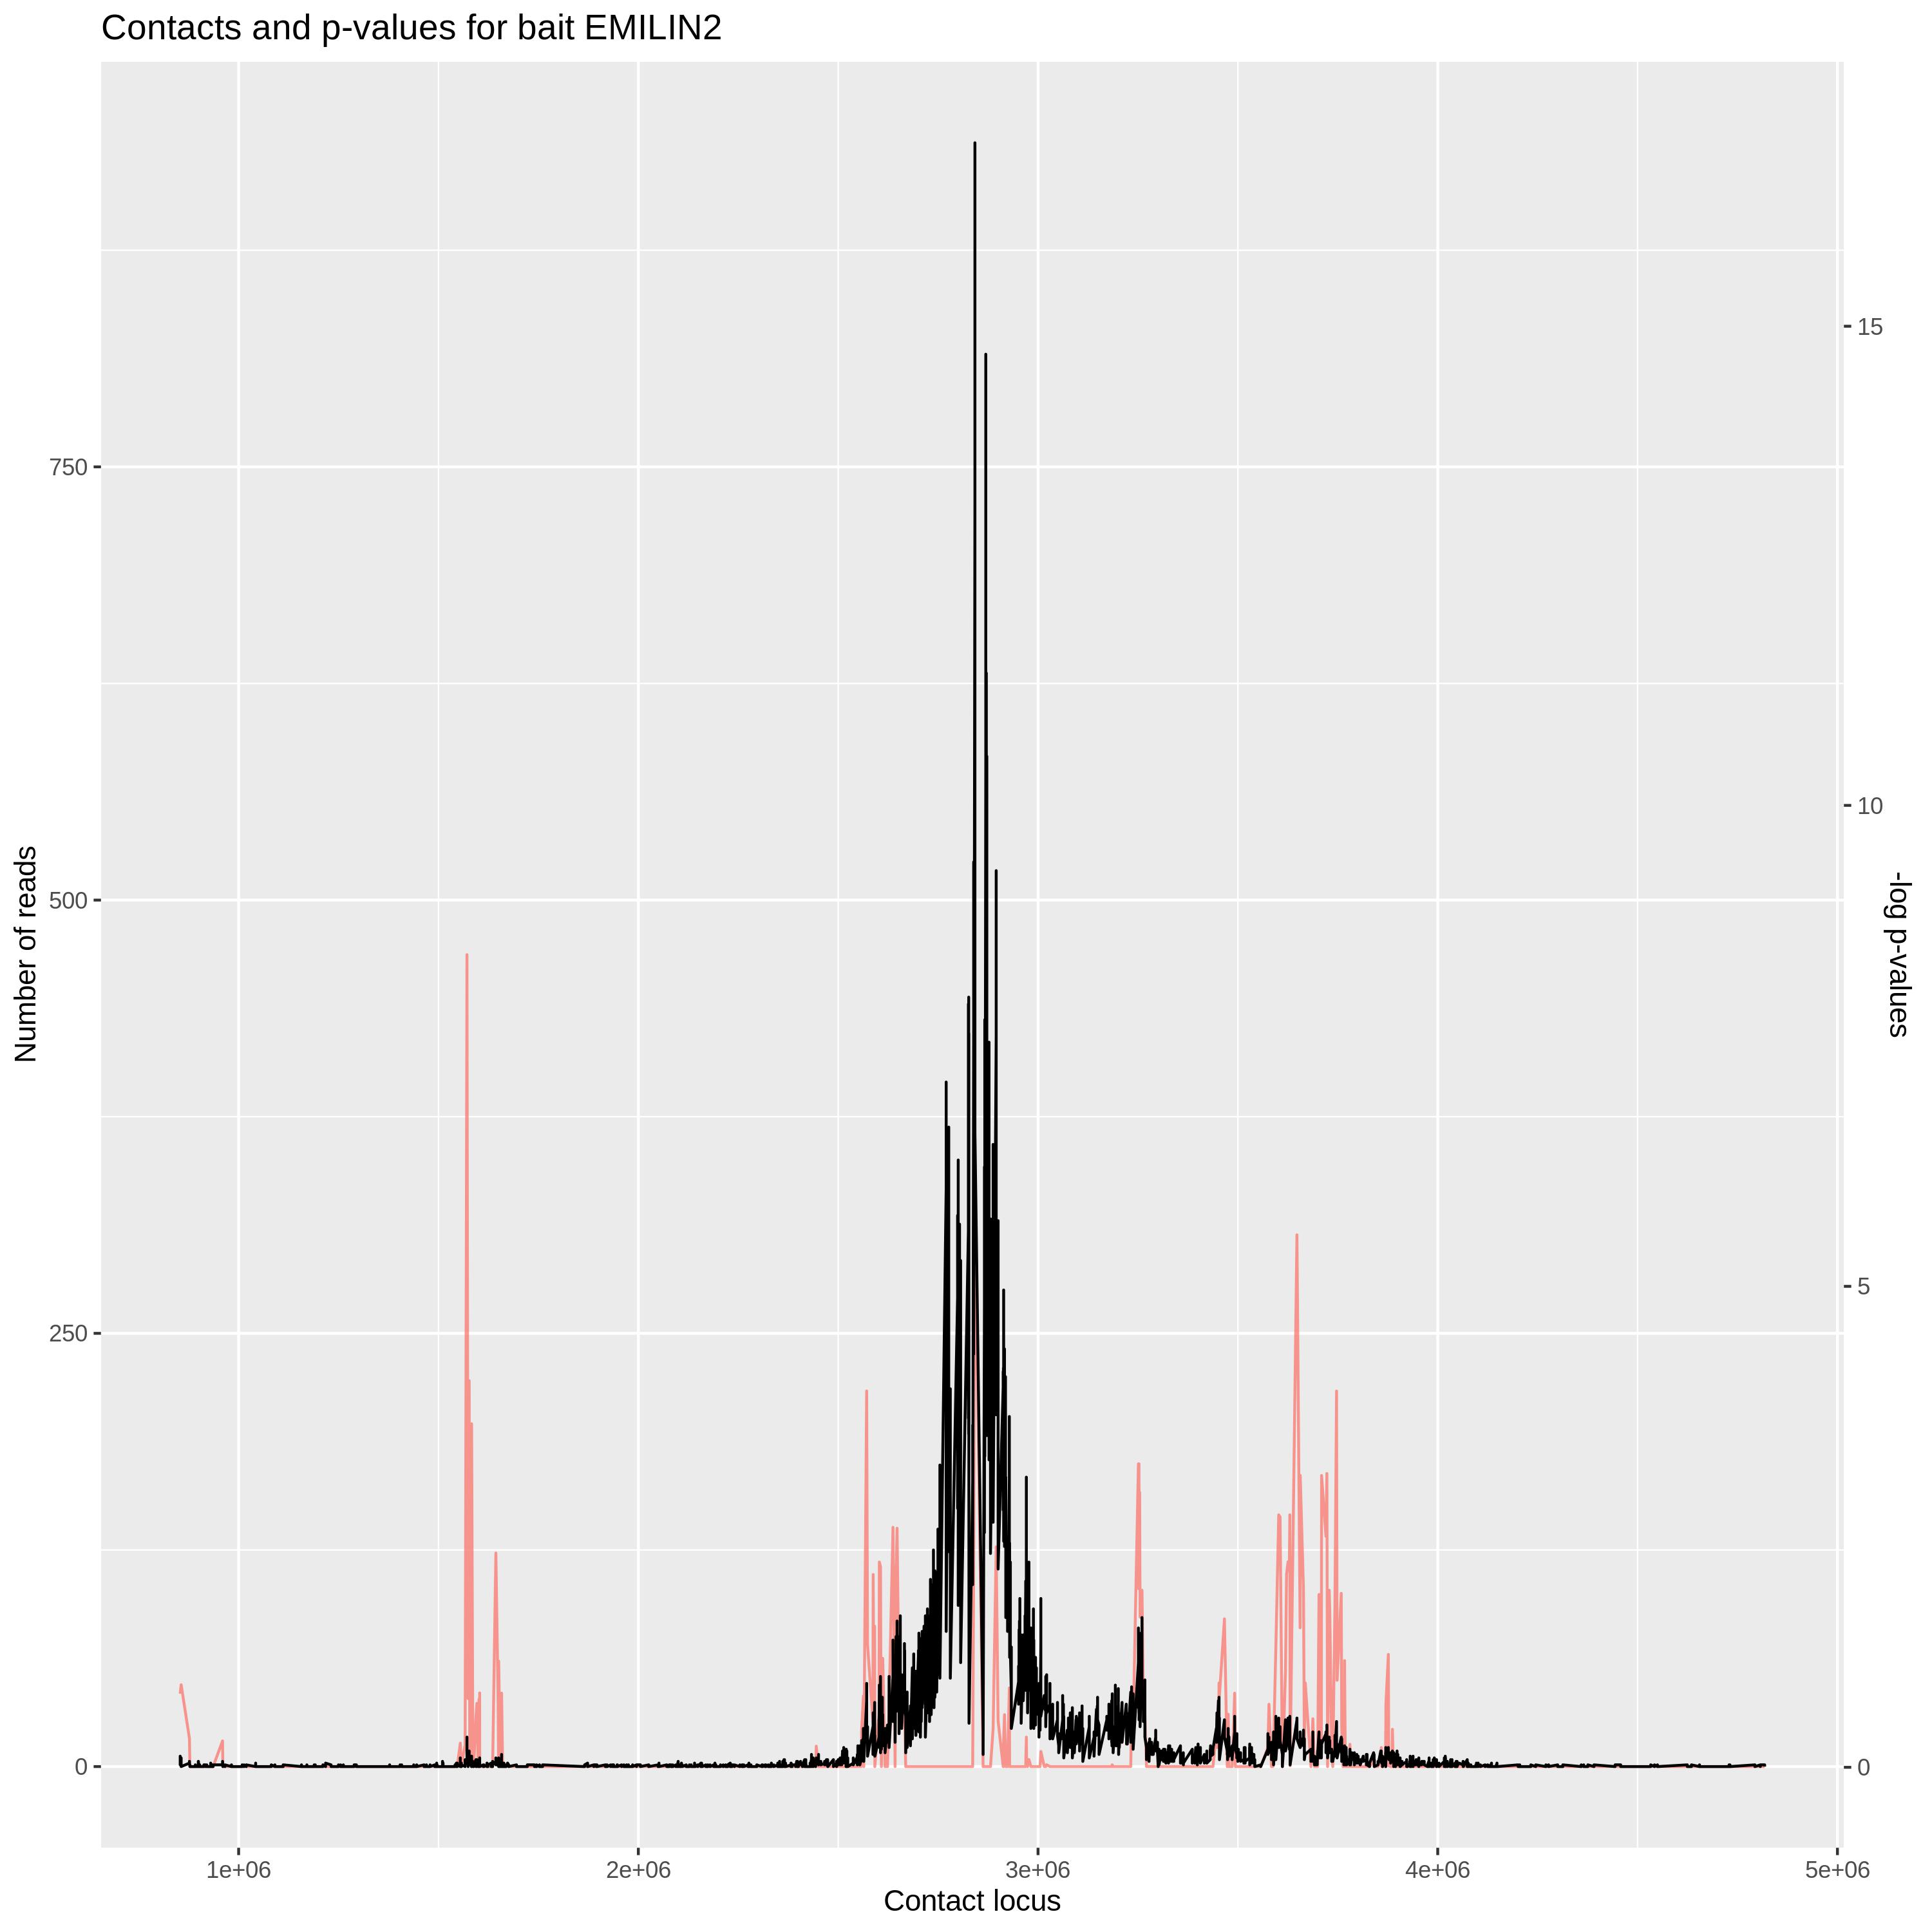 Contacts and p-values for bait EMILIN2
Number of reads
750
500
250
0
15
10
5
0
-log p-values
1e+06
2e+06
3e+06
4e+06
5e+06
Contact locus